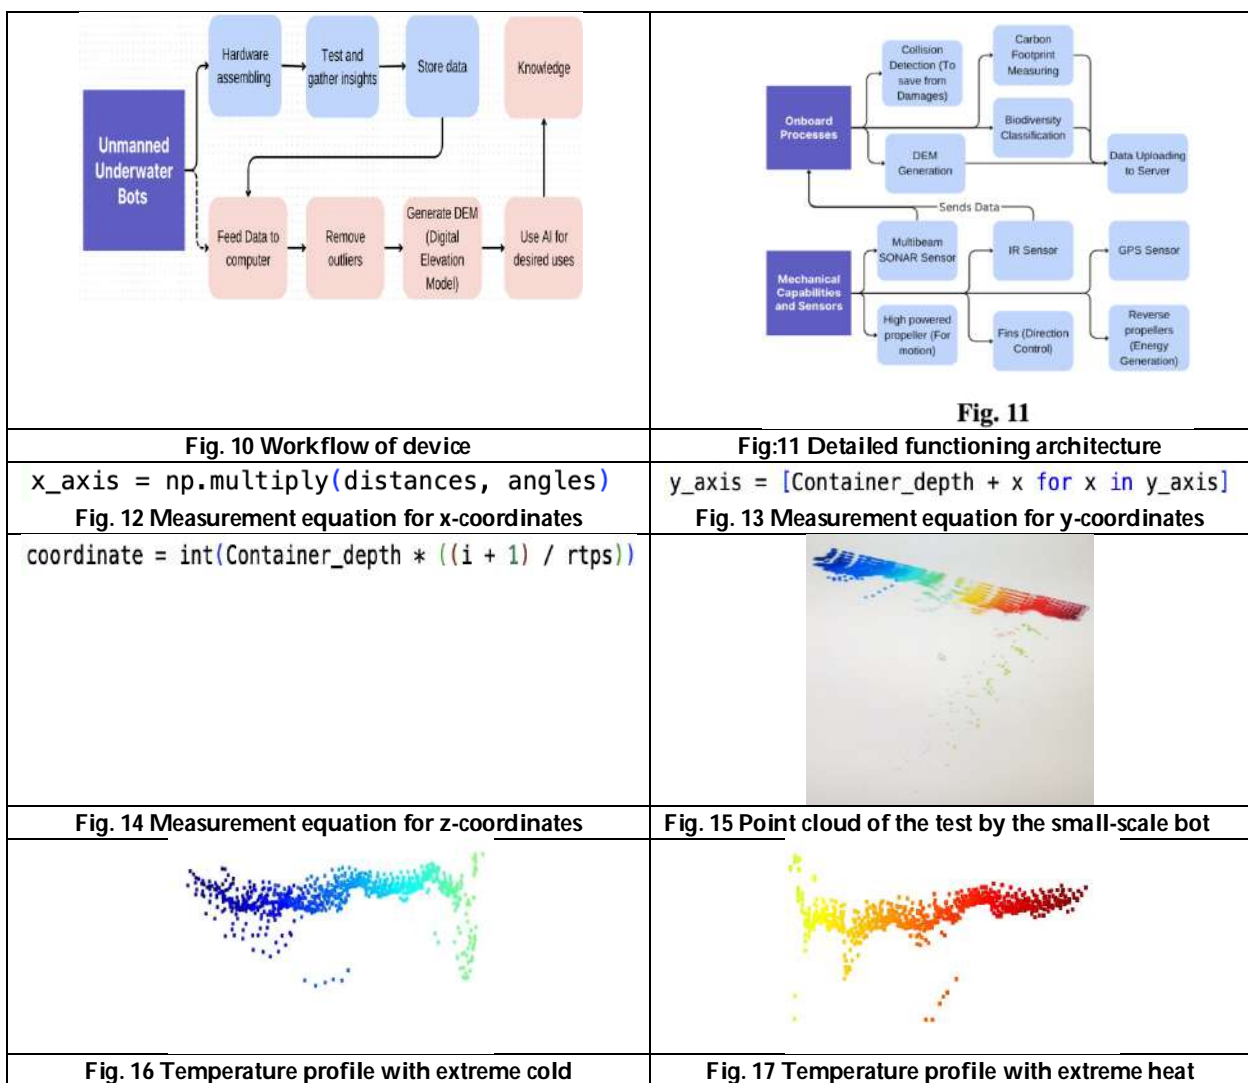 Unmanned
Underwater
Bots
Hardware
assembling
Test and
gather insights
Store data
Knowledge
Feed Data to
computer
Remove
outliers
Generate DEM
(Digital
Elevation
Model)
Use AI for
desired uses
Onboard
Processes
Collision
Detection (To
save from
Damages)
Carbon
Footprint
Measuring
Biodiversity
Classification
DEM
Generation
Data Uploading
to Server
Sends Data
Mechanical
Capabilities
and Sensors
Multibeam
SONAR Sensor
IR Sensor
GPS Sensor
High powered
propeller (For
motion)
Fins (Direction
Control)
Reverse
propellers
(Energy
Generation)
Fig. 11
Fig. 10 Workflow of device
Fig:11 Detailed functioning architecture
x_axis = np.multiply(distances, angles)
Fig. 12 Measurement equation for x-coordinates
y_axis = [Container_depth + x for x in y_axis]
Fig. 13 Measurement equation for y-coordinates
coordinate = int(Container_depth * ((i + 1) / rtps))
Fig. 14 Measurement equation for z-coordinates
Fig. 15 Point cloud of the test by the small-scale bot
Fig. 16 Temperature profile with extreme cold
Fig. 17 Temperature profile with extreme heat